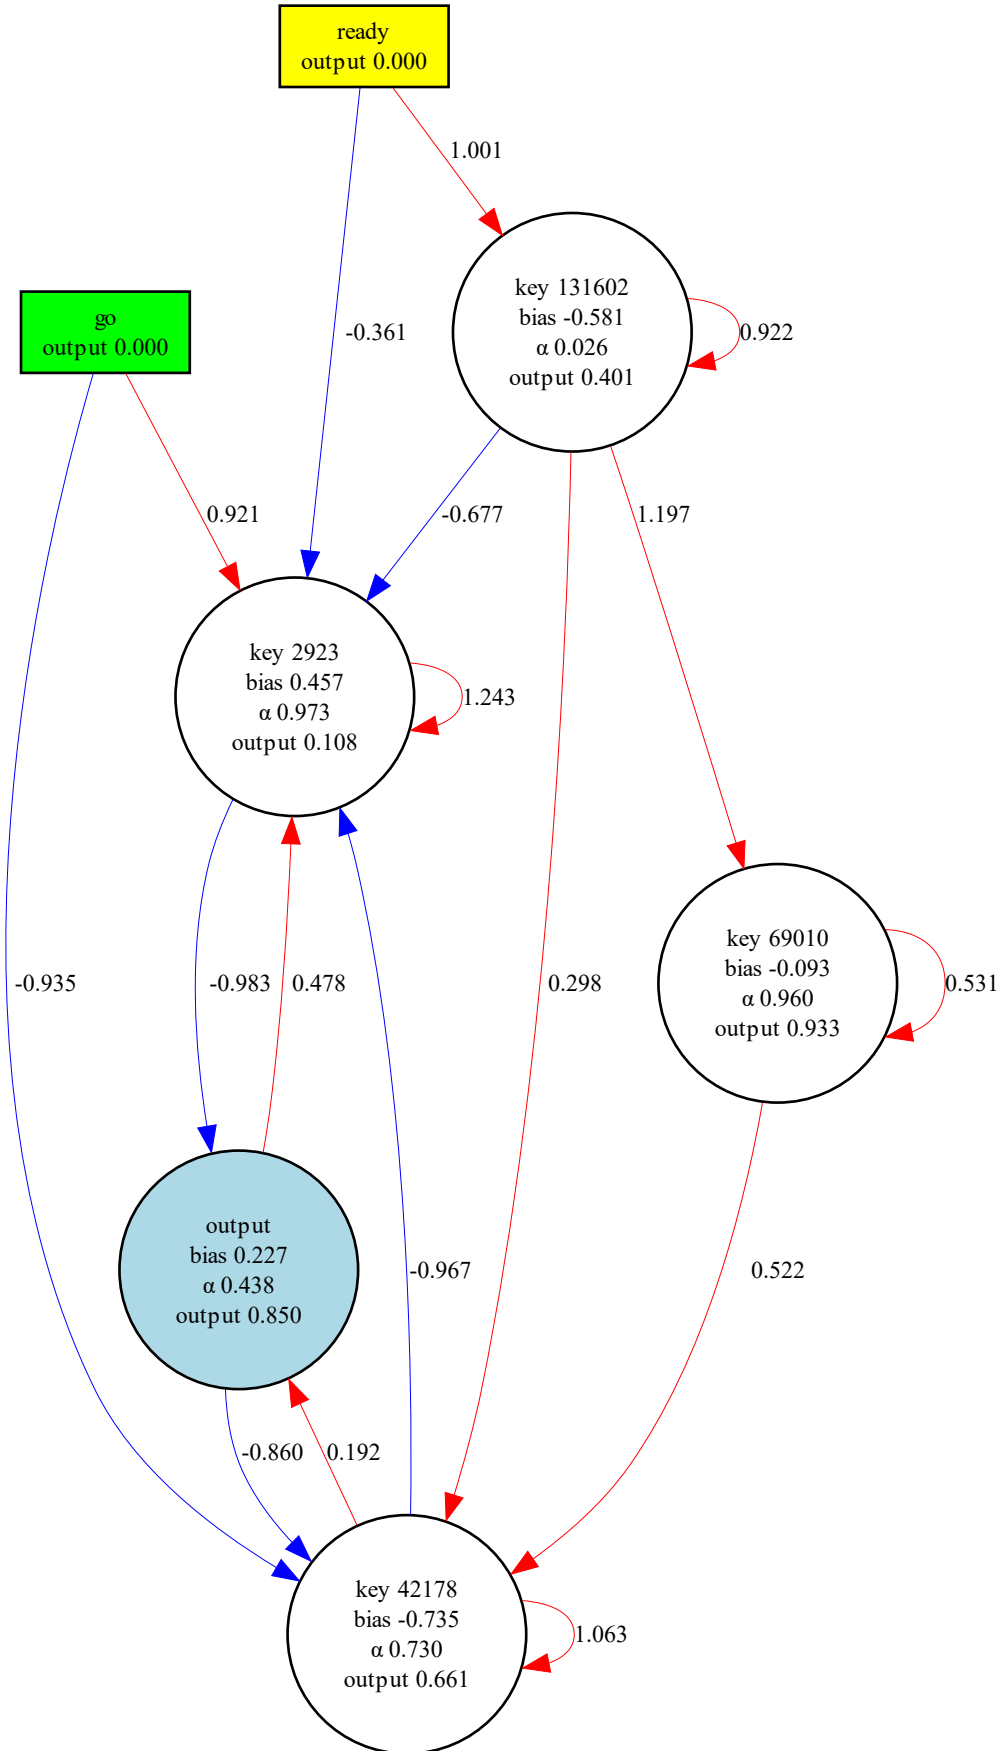 ready
output 0.000
1.001
go
output 0.000
-0.361
key 131602
bias -0.581
α 0.026
output 0.401
0.922
0.921
-0.677
1.197
key 2923
bias 0.457
α 0.973
output 0.108
1.243
-0.935
-0.983
0.478
0.298
key 69010
bias -0.093
α 0.960
output 0.933
0.531
output
bias 0.227
α 0.438
output 0.850
-0.967
0.522
-0.860
0.192
key 42178
bias -0.735
α 0.730
output 0.661
1.063